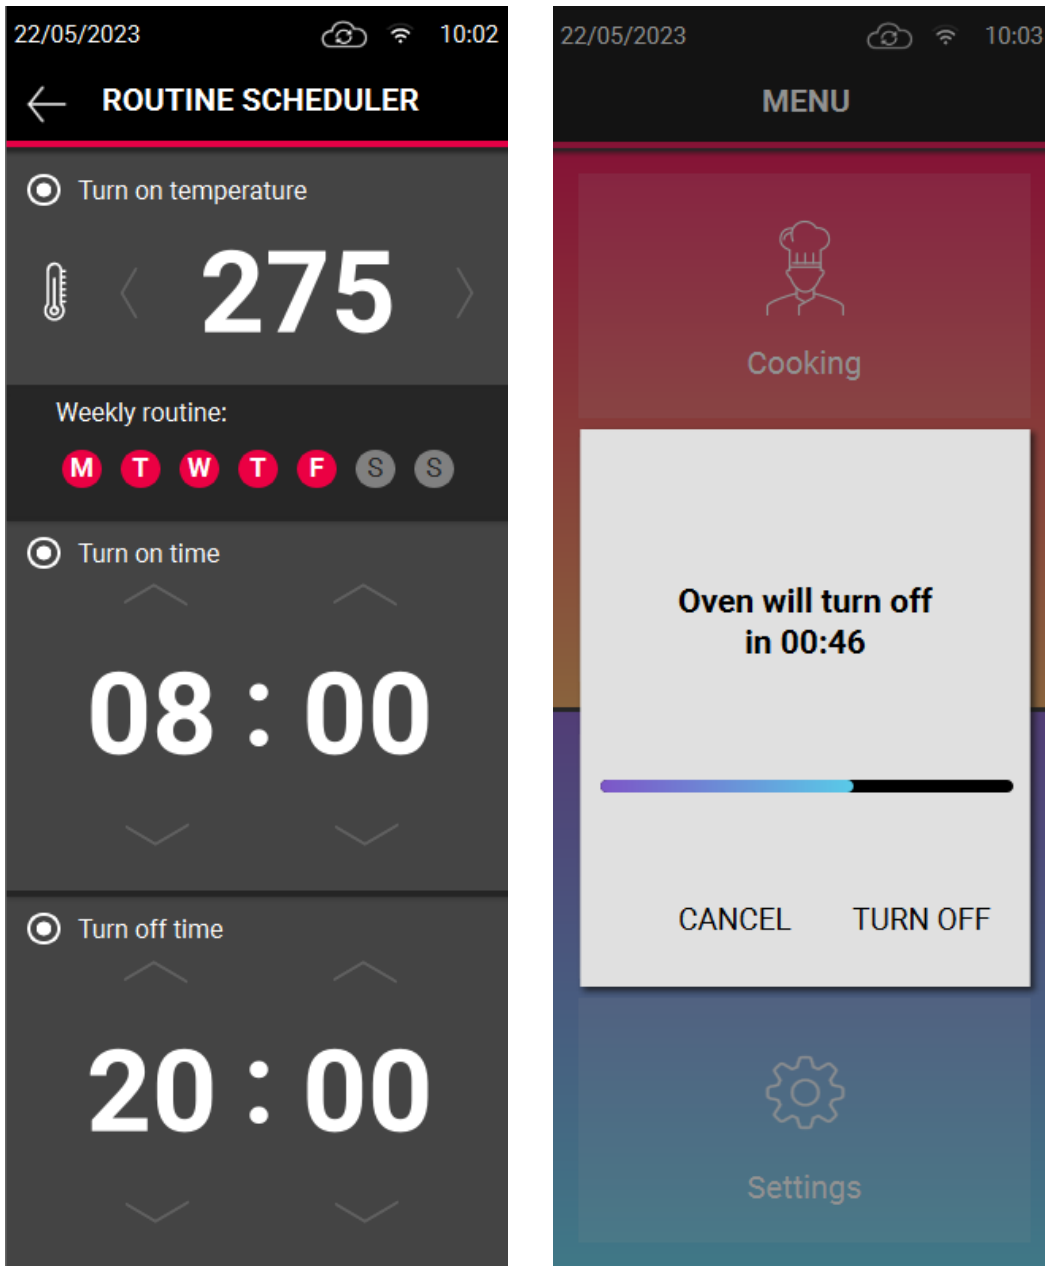 22/05/2023 10:02
ROUTINE SCHEDULER
Turn on temperature
275
Weekly routine:
M T W T F S S
Turn on time
08 : 00
Turn off time
20 : 00
22/05/2023 10:03
MENU
Cooking
Oven will turn off
in 00:46
CANCEL TURN OFF
Settings